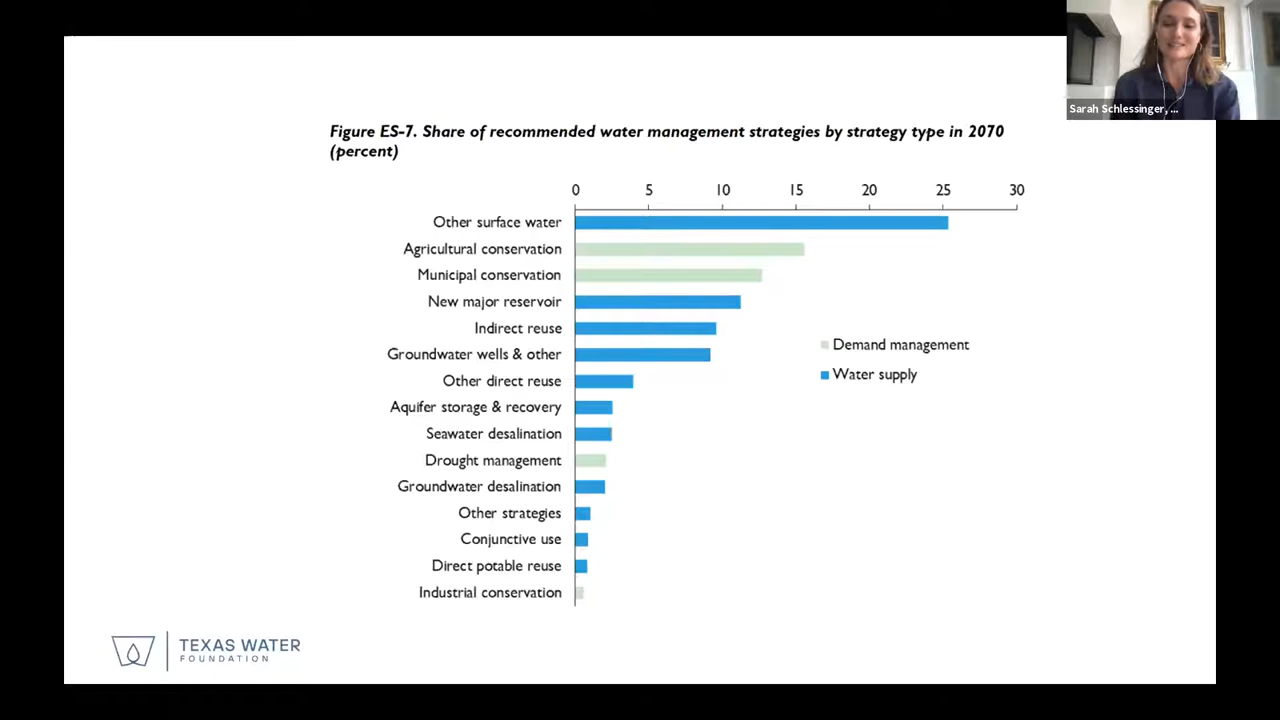 Sarah Schlessinger, ...
Figure ES-7. Share of recommended water management strategies by strategy type in 2070
(percent)
0 5 10 15 20 25 30
Other surface water
Agricultural conservation
Municipal conservation
New major reservoir
Indirect reuse
Groundwater wells & other
Other direct reuse
Aquifer storage & recovery
Seawater desalination
Drought management
Groundwater desalination
Other strategies
Conjunctive use
Direct potable reuse
Industrial conservation
Demand management
Water supply
TEXAS WATER
FOUNDATION